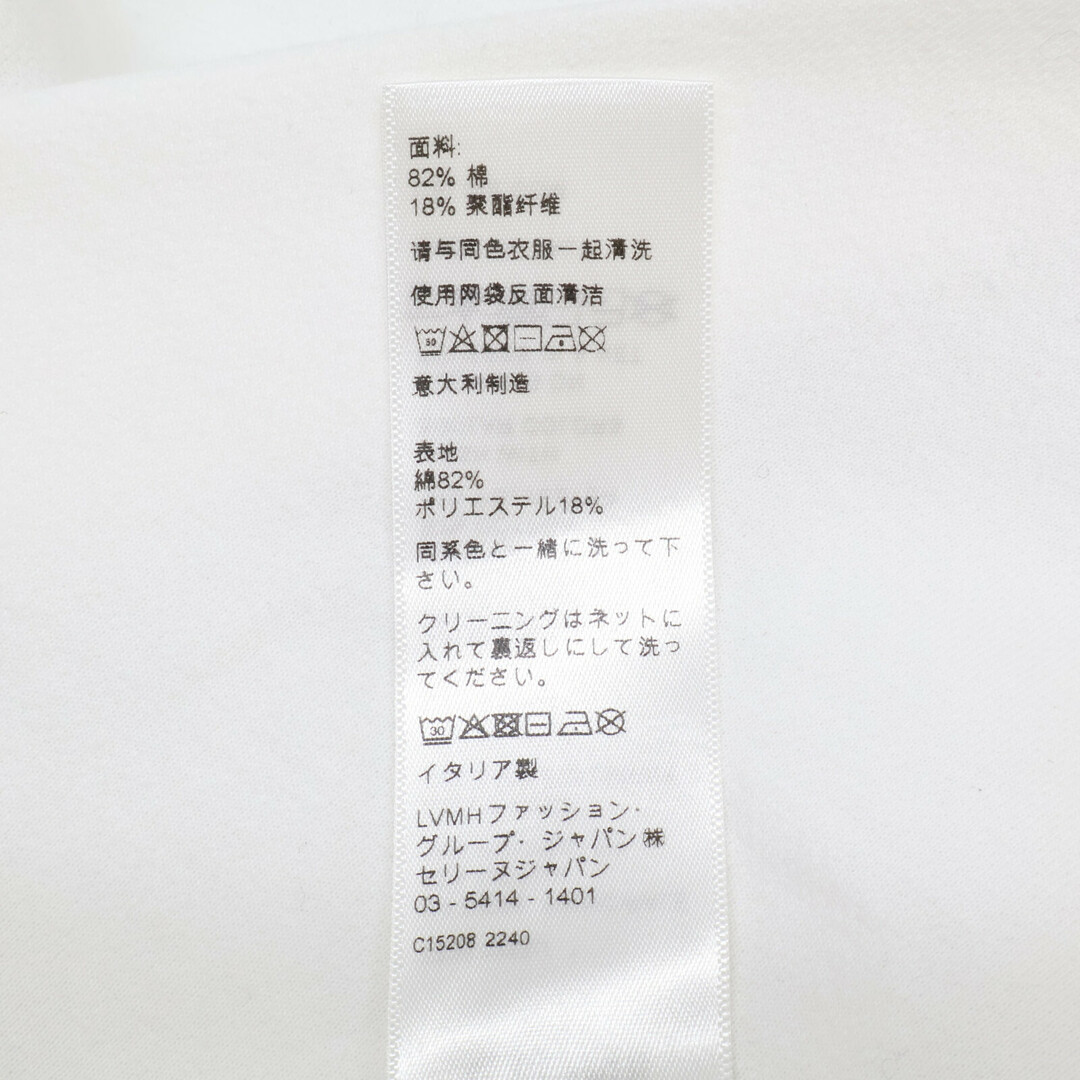 面料:
82% 棉
18% 聚酯纤维
请与同色衣服一起清洗
使用网袋反面清洁
意大利制造
表地
綿82%
ポリエステル18%
同系色と一緒に洗って下
さい。
クリーニングはネットに
入れて裏返しにして洗っ
てください。
30
イタリア製
LVMHファッション·
グループ· ジャパン㈱
セリーヌジャパン
03 - 5414 - 1401
C15208 2240